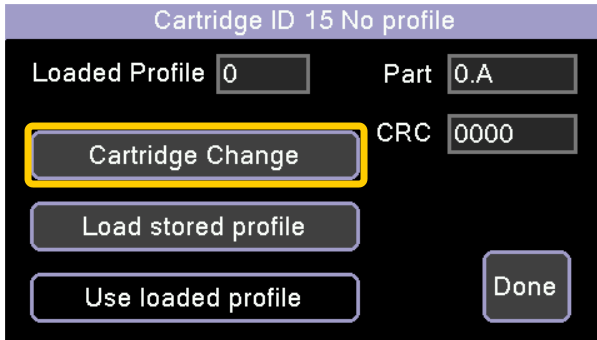 Cartridge ID 15 No profile
Loaded Profile 0 Part 0.A
CRC 0000
Cartridge Change
Load stored profile
Use loaded profile
Done